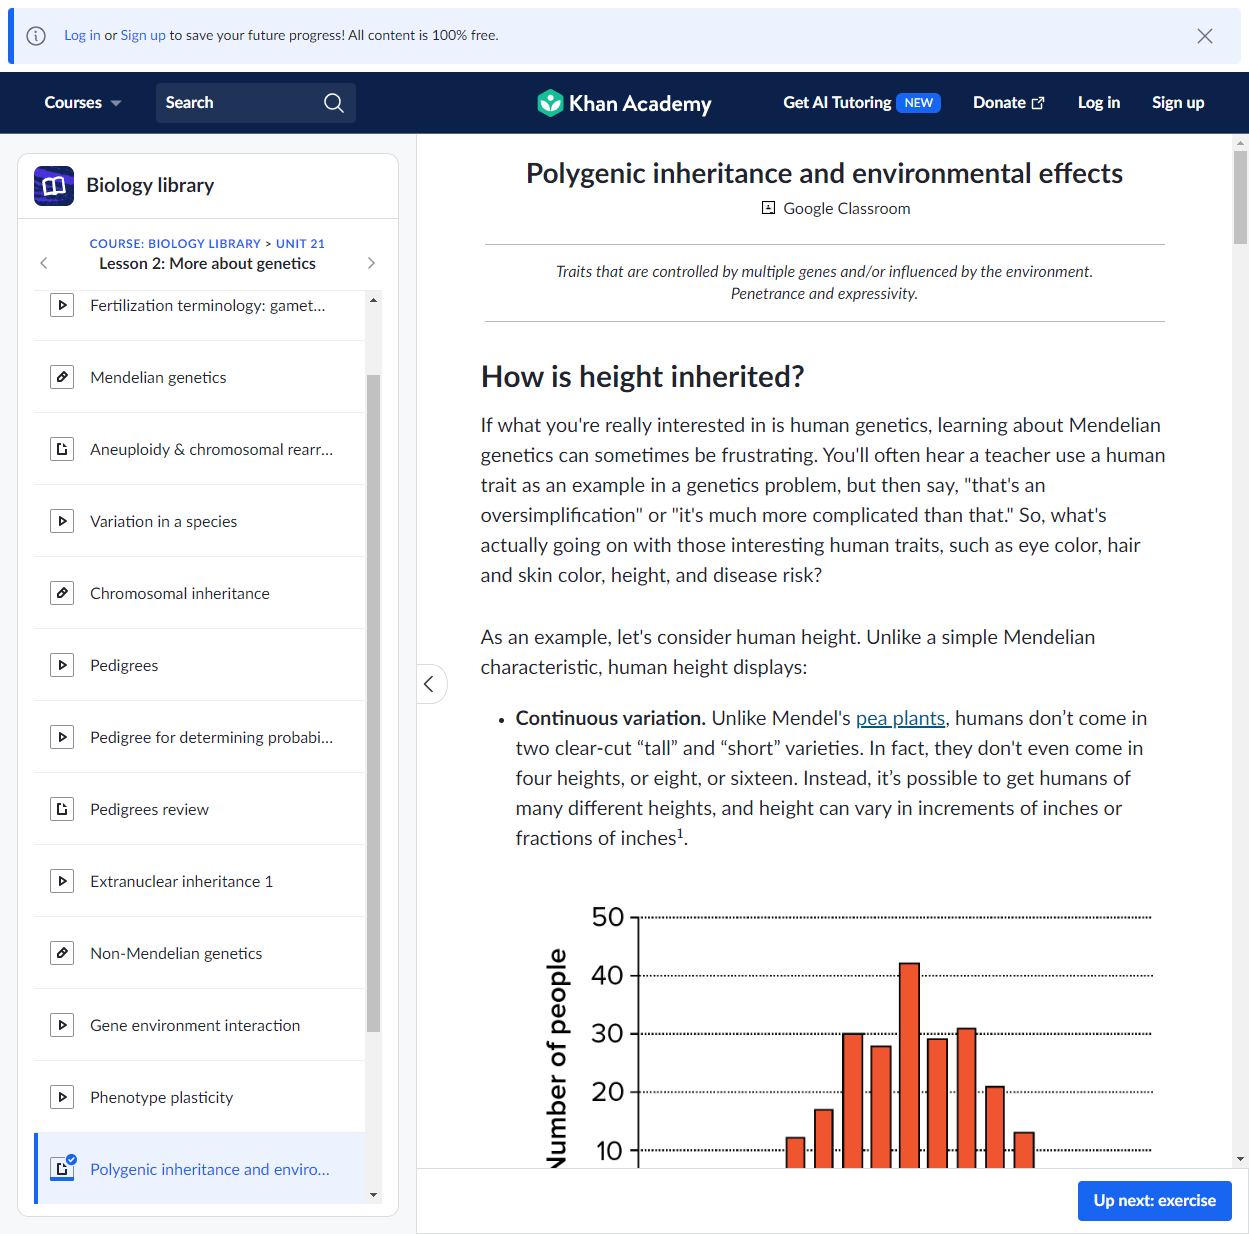 Log in or Sign up to save your future progress! All content is 100% free.
Courses
Search
Khan Academy
Get AI Tutoring NEW
Donate
Log in
Sign up
Biology library
COURSE: BIOLOGY LIBRARY > UNIT 21
Lesson 2: More about genetics
Fertilization terminology: gamet...
Mendelian genetics
Aneuploidy & chromosomal rearr...
Variation in a species
Chromosomal inheritance
Pedigrees
Pedigree for determining probabi...
Pedigrees review
Extranuclear inheritance 1
Non-Mendelian genetics
Gene environment interaction
Phenotype plasticity
Polygenic inheritance and enviro...
Polygenic inheritance and environmental effects
Google Classroom
Traits that are controlled by multiple genes and/or influenced by the environment.
Penetrance and expressivity.
How is height inherited?
If what you're really interested in is human genetics, learning about Mendelian
genetics can sometimes be frustrating. You'll often hear a teacher use a human
trait as an example in a genetics problem, but then say, "that's an
oversimplification" or "it's much more complicated than that." So, what's
actually going on with those interesting human traits, such as eye color, hair
and skin color, height, and disease risk?
As an example, let's consider human height. Unlike a simple Mendelian
characteristic, human height displays:
• Continuous variation. Unlike Mendel's pea plants, humans don’t come in
two clear-cut “tall” and “short” varieties. In fact, they don't even come in
four heights, or eight, or sixteen. Instead, it’s possible to get humans of
many different heights, and height can vary in increments of inches or
fractions of inches¹.
Number of people
50
40
30
20
10
Up next: exercise